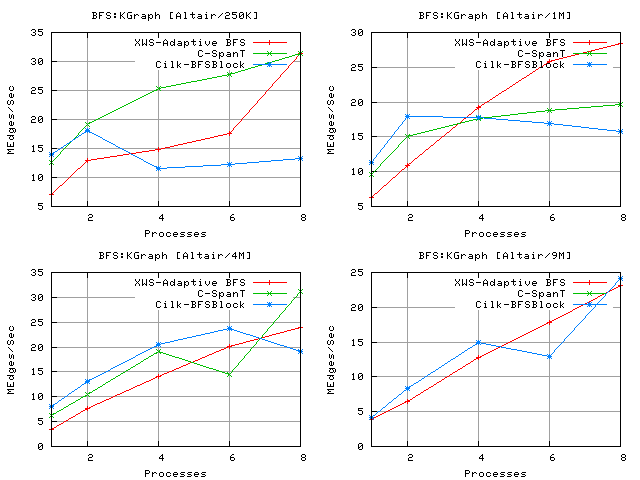 BFS:KGraph [Altair/250K]
35
30
25
20
15
10
5
MEdges/Sec
XWS-Adaptive BFS
C-SpanT
Cilk-BFSBlock
2 4 6 8
Processes
BFS:KGraph [Altair/1M]
30
25
20
15
10
5
MEdges/Sec
XWS-Adaptive BFS
C-SpanT
Cilk-BFSBlock
2 4 6 8
Processes
BFS:KGraph [Altair/4M]
35
30
25
20
15
10
5
0
MEdges/Sec
XWS-Adaptive BFS
C-SpanT
Cilk-BFSBlock
2 4 6 8
Processes
BFS:KGraph [Altair/9M]
25
20
15
10
5
0
MEdges/Sec
XWS-Adaptive BFS
C-SpanT
Cilk-BFSBlock
2 4 6 8
Processes